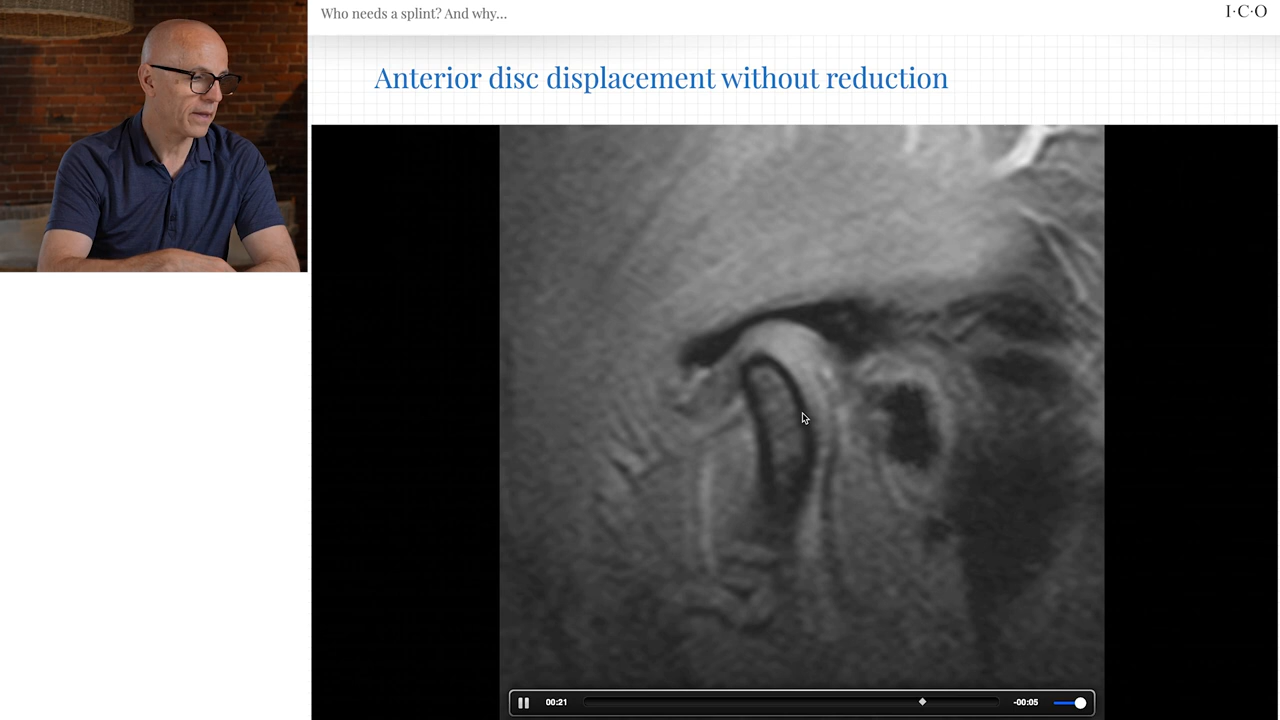 Who needs a splint? And why...
I·C·O
Anterior disc displacement without reduction
00:21
-00:05